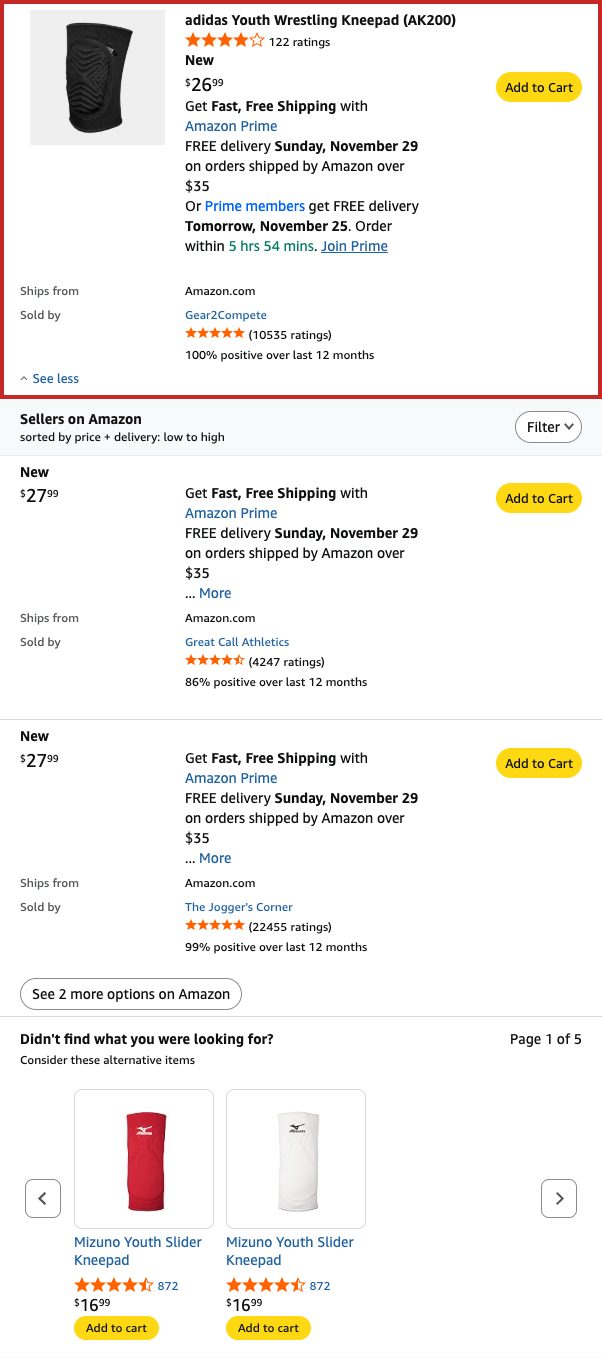 adidas Youth Wrestling Kneepad (AK200)
122 ratings
New
$26.99
Add to Cart
Get Fast, Free Shipping with
Amazon Prime
FREE delivery Sunday, November 29
on orders shipped by Amazon over
$35
Or Prime members get FREE delivery
Tomorrow, November 25. Order
within 5 hrs 54 mins. Join Prime
Ships from Amazon.com
Sold by Gear2Compete
(10535 ratings)
100% positive over last 12 months
See less
Sellers on Amazon
sorted by price + delivery: low to high
Filter
New
$27.99 Get Fast, Free Shipping with
Add to Cart
Amazon Prime
FREE delivery Sunday, November 29
on orders shipped by Amazon over
$35
... More
Ships from Amazon.com
Sold by Great Call Athletics
(4247 ratings)
86% positive over last 12 months
New
$27.99 Get Fast, Free Shipping with
Add to Cart
Amazon Prime
FREE delivery Sunday, November 29
on orders shipped by Amazon over
$35
... More
Ships from Amazon.com
Sold by The Jogger's Corner
(22455 ratings)
99% positive over last 12 months
See 2 more options on Amazon
Didn't find what you were looking for? Page 1 of 5
Consider these alternative items
Mizuno
Mizuno Youth Slider
Kneepad
872
$16.99
Add to cart
Mizuno
Mizuno Youth Slider
Kneepad
872
$16.99
Add to cart